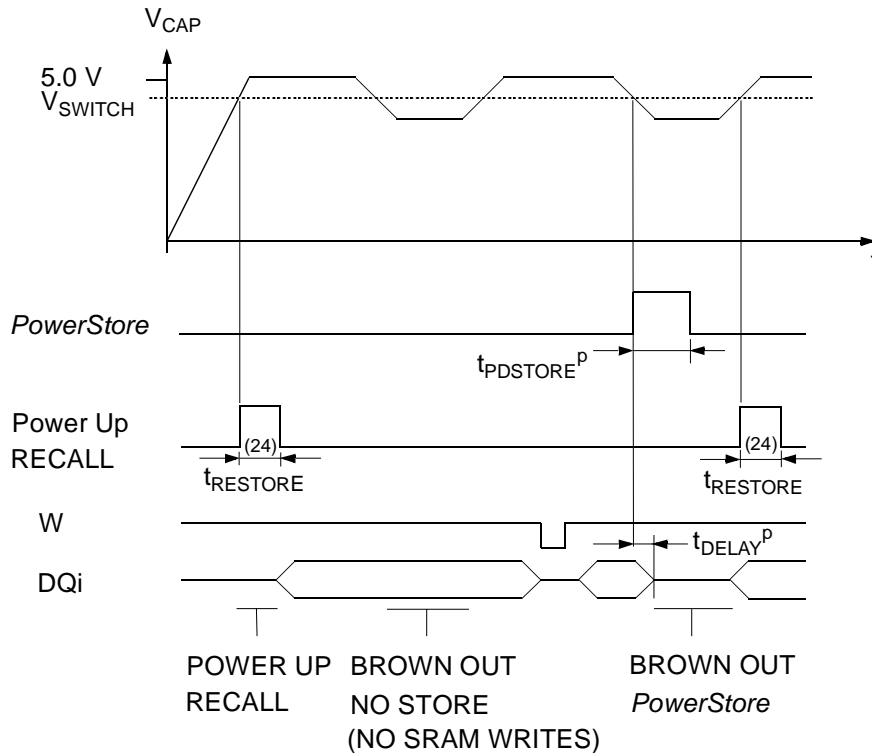 VCAP
5.0 V
VSWITCH
PowerStore
tPDSTOREp
Power Up
RECALL
(24)
(24)
tRESTORE
tRESTORE
W
tDELAYp
DQi
POWER UP
RECALL
BROWN OUT
NO STORE
(NO SRAM WRITES)
BROWN OUT
PowerStore